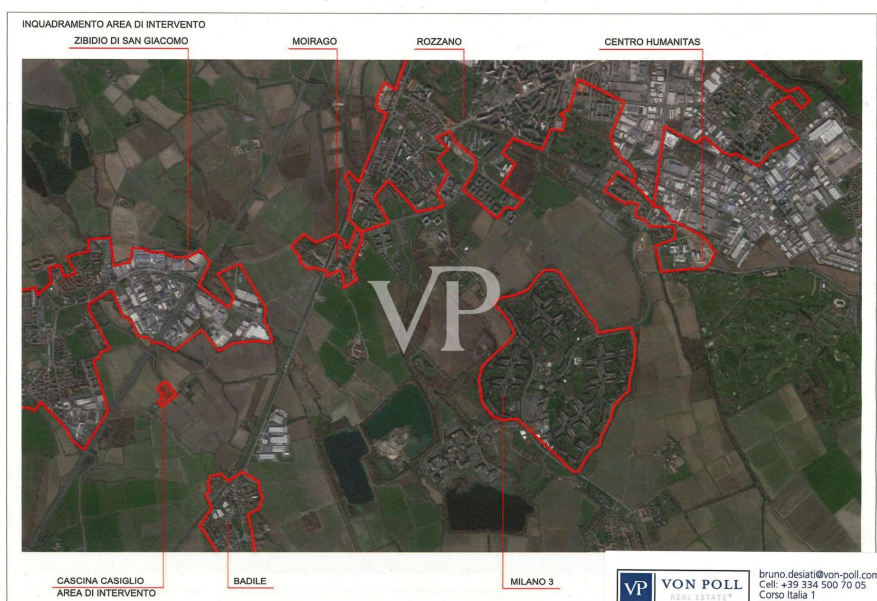 INQUADRAMENTO AREA DI INTERVENTO
ZIBIDIO DI SAN GIACOMO
MOIRAGO
ROZZANO
CENTRO HUMANITAS
VP
CASCINA CASIGLIO
AREA DI INTERVENTO
BADILE
MILANO 3
VP
VON POLL
REAL ESTATE®
bruno.desiati@von-poll.com
Cell: +39 334 500 70 05
Corso Italia 1